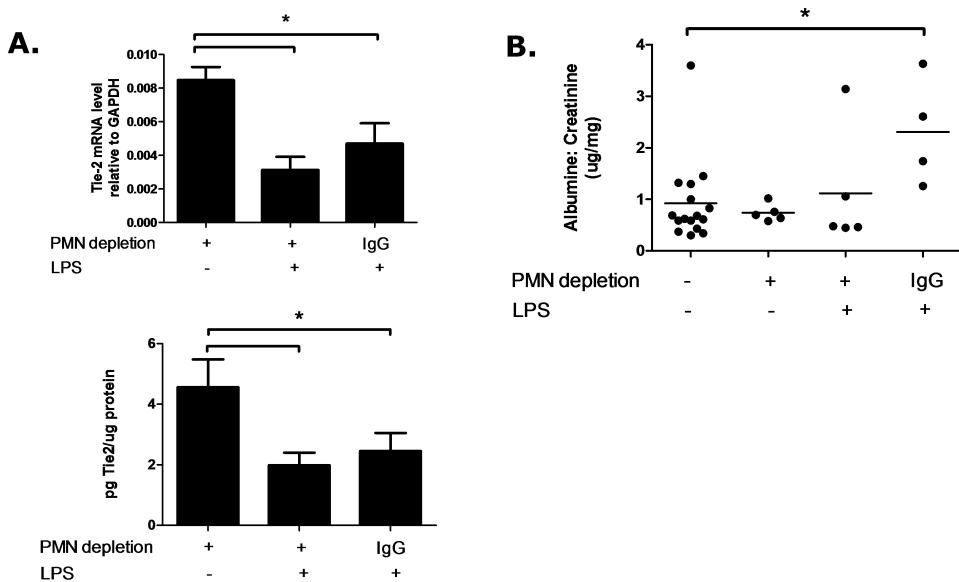 A.
*
Tie-2 mRNA level
relative to GAPDH
0.010
0.008
0.006
0.004
0.002
0.000
PMN depletion + + IgG
LPS - + +
*
pg Tie2/ug protein
6
4
2
0
PMN depletion + + IgG
LPS - + +
B.
*
Albumine: Creatinine
(ug/mg)
4
3
2
1
0
PMN depletion - + + IgG
LPS - - + +